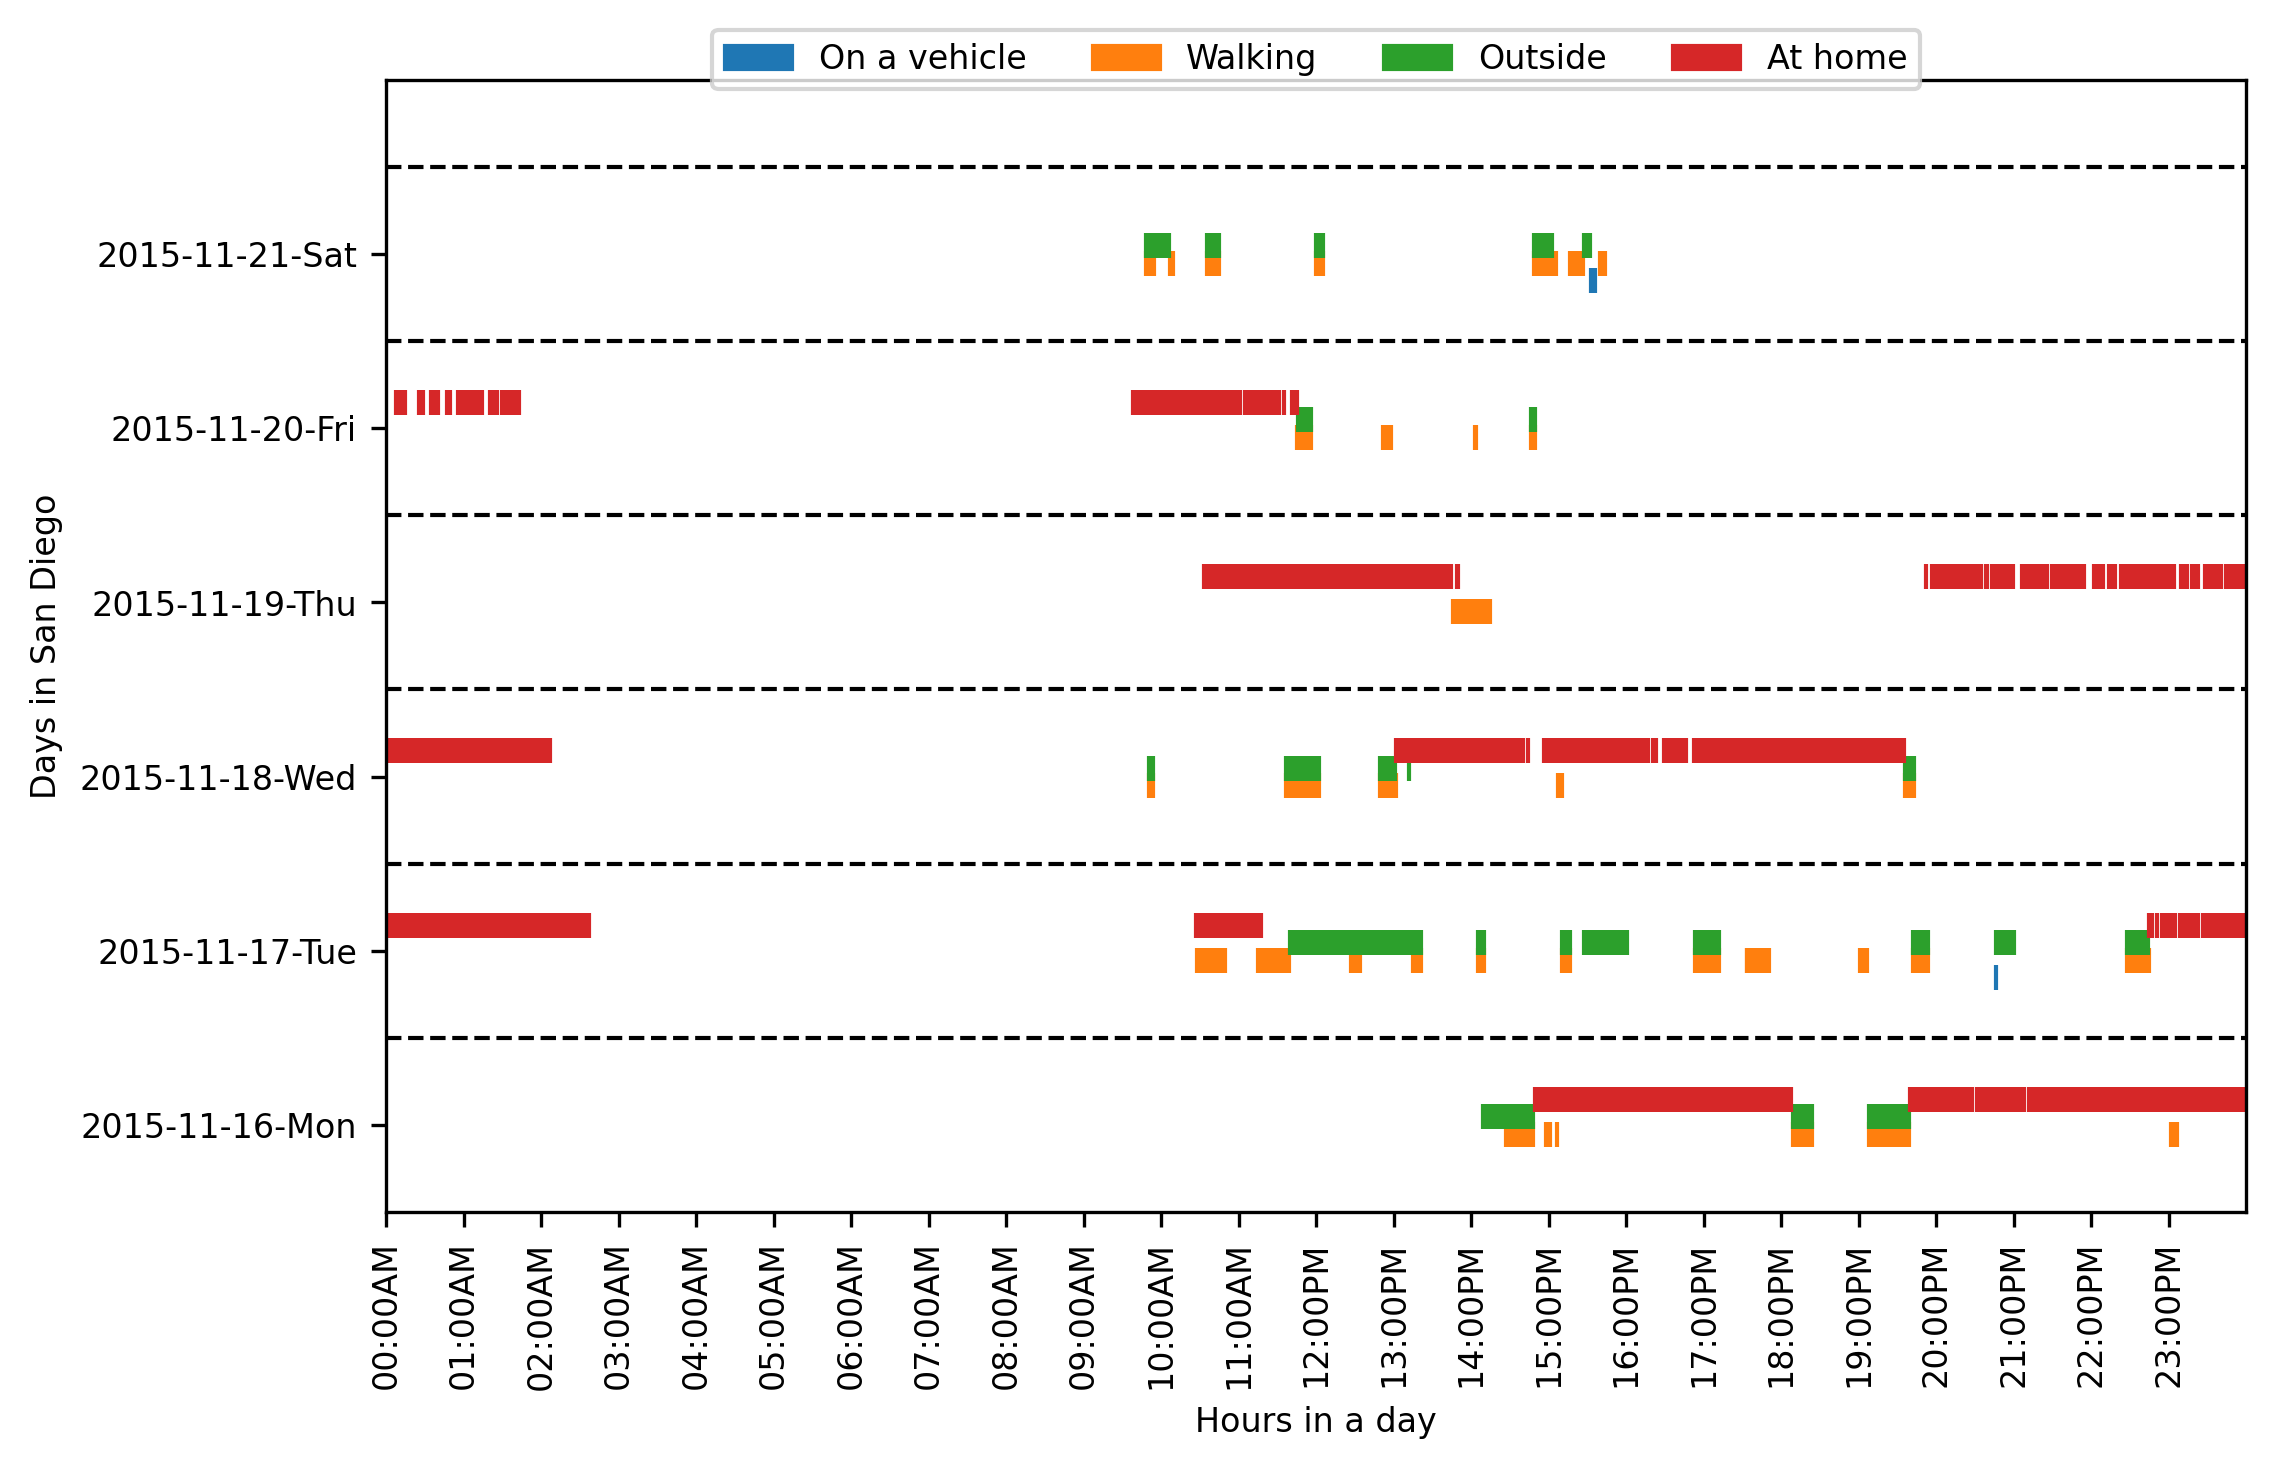 On a vehicle Walking Outside At home
2015-11-21-Sat
2015-11-20-Fri
2015-11-19-Thu
2015-11-18-Wed
2015-11-17-Tue
2015-11-16-Mon
Days in San Diego
00:00AM 01:00AM 02:00AM 03:00AM 04:00AM 05:00AM 06:00AM 07:00AM 08:00AM 09:00AM 10:00AM 11:00AM 12:00PM 13:00PM 14:00PM 15:00PM 16:00PM 17:00PM 18:00PM 19:00PM 20:00PM 21:00PM 22:00PM 23:00PM
Hours in a day